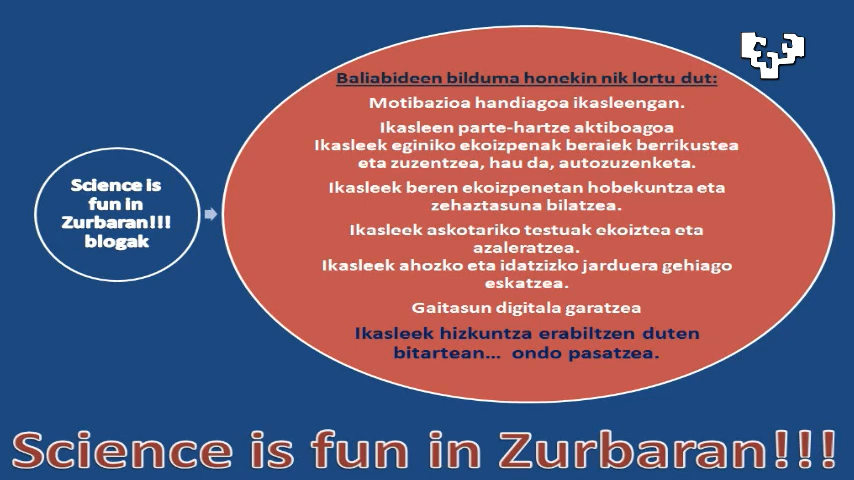 Science is
fun in
Zurbaran!!!
blogak
Baliabideen bilduma honekin nik lortu dut:
Motibazioa handiagoa ikasleengan.
Ikasleen parte-hartze aktiboagoa
Ikasleek eginiko ekoizpenak beraiek berrikustea
eta zuzentzea, hau da, autozuzenketa.
Ikasleek beren ekoizpenetan hobekuntza eta
zehaztasuna bilatzea.
Ikasleek askotariko testuak ekoiztea eta
azaleratzea.
Ikasleek ahozko eta idatzizko jarduera gehiago
eskatzea.
Gaitasun digitala garatzea
Ikasleek hizkuntza erabiltzen duten
bitartean... ondo pasatzea.
Science is fun in Zurbaran!!!